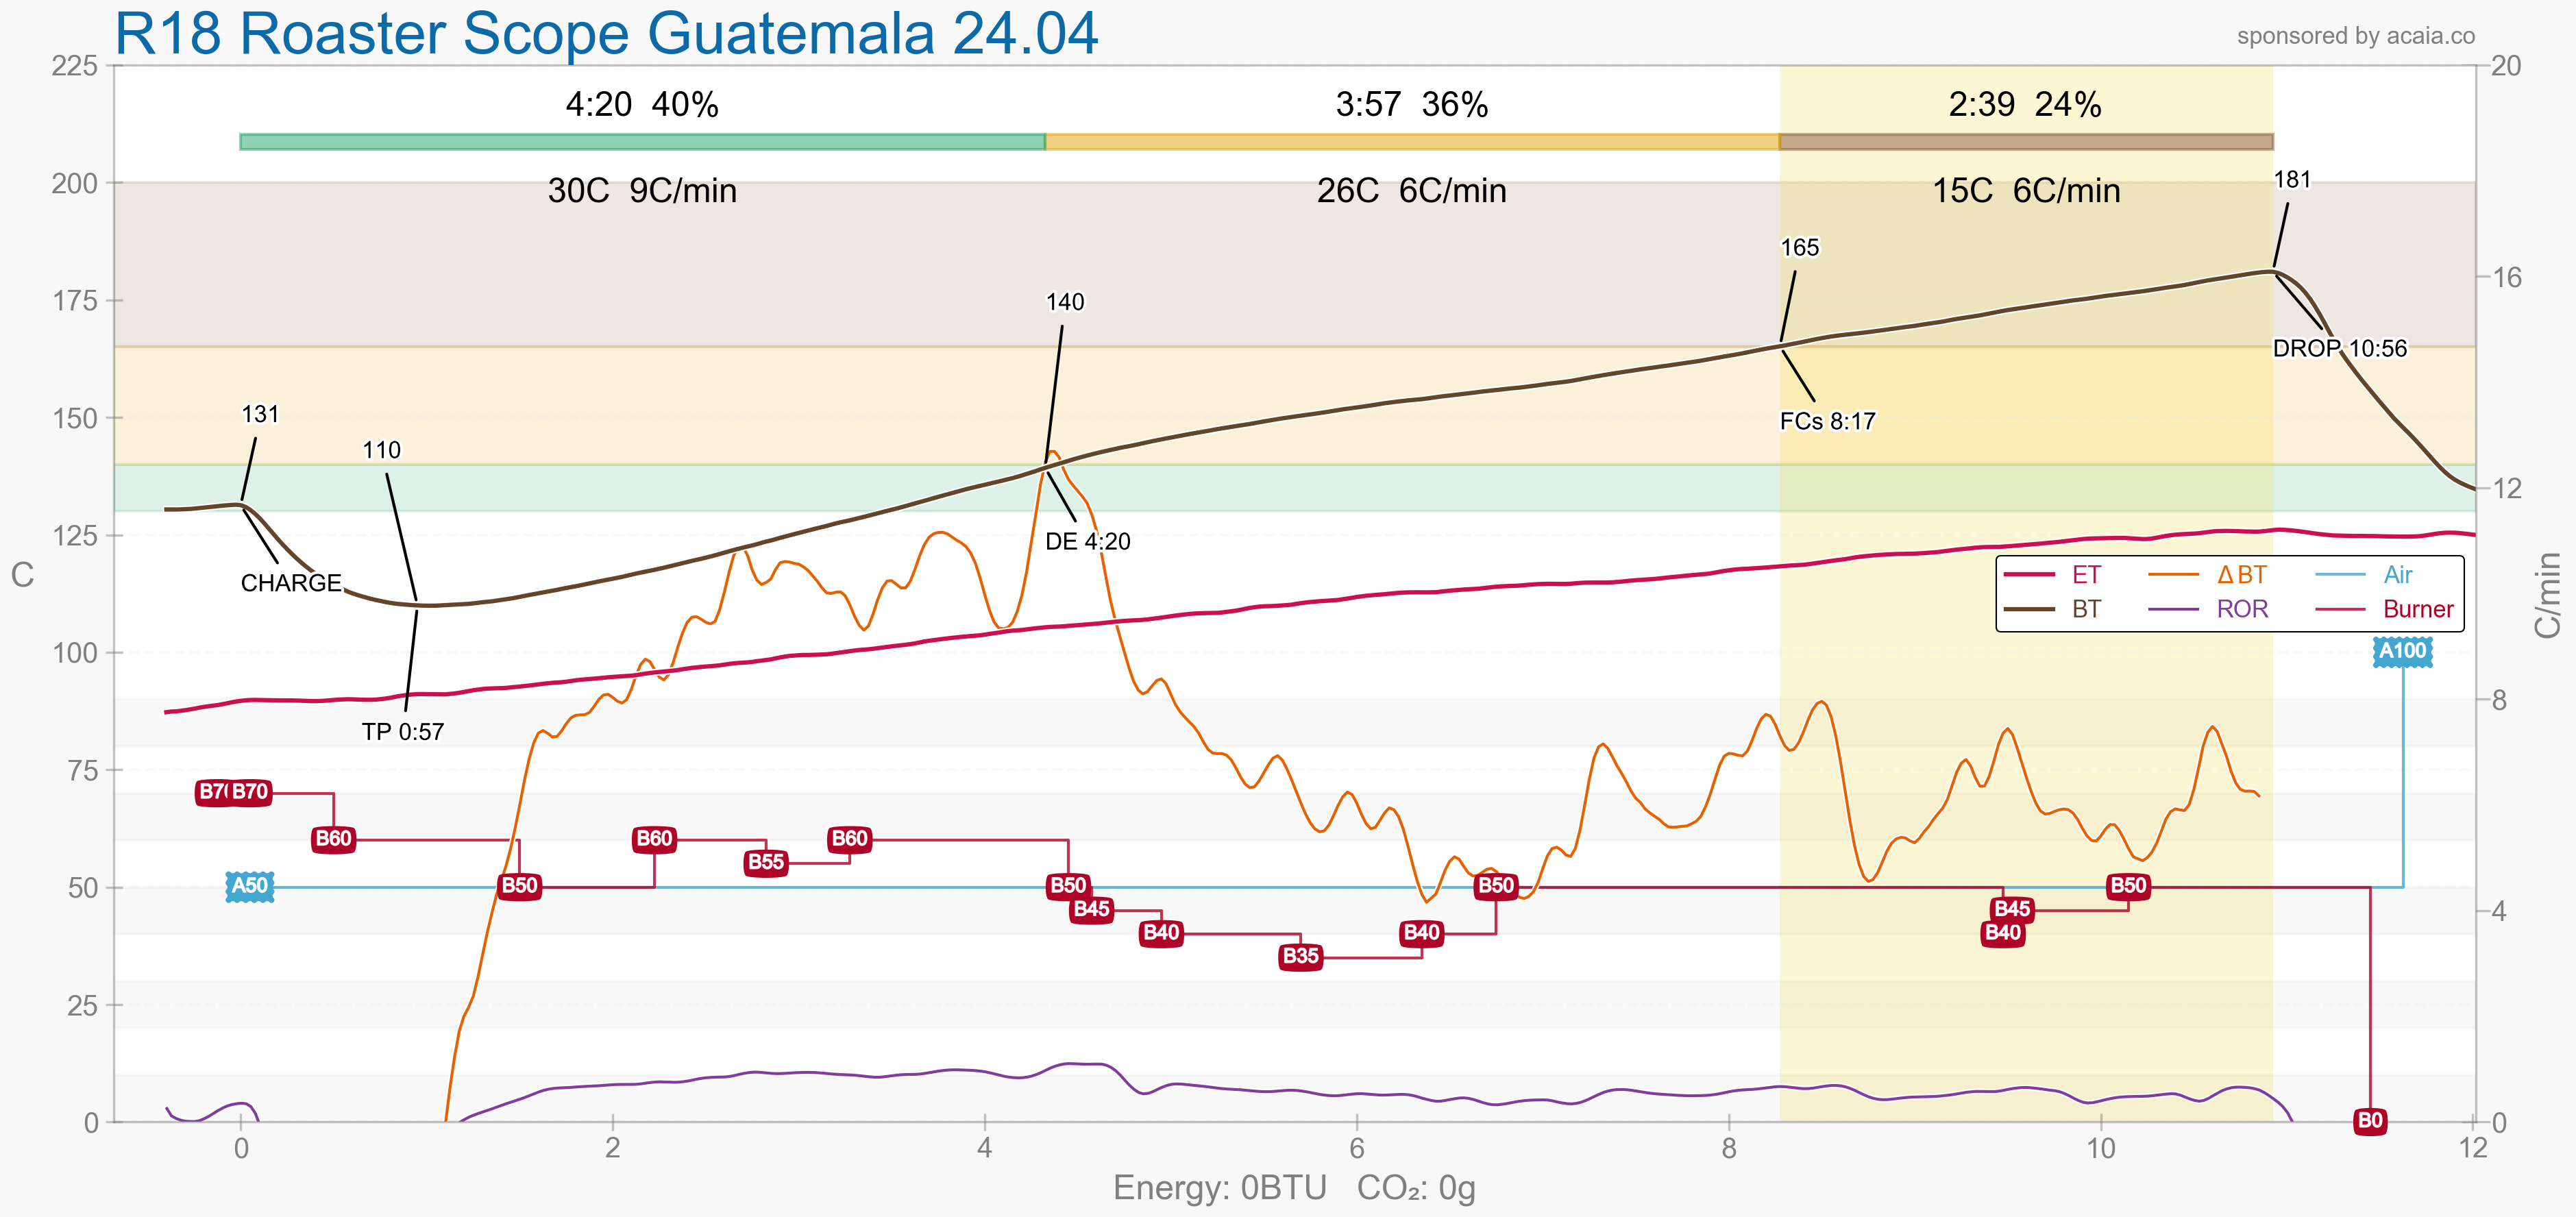 R18 Roaster Scope Guatemala 24.04
sponsored by acaia.co
225
20
4:20 40%
3:57 36%
2:39 24%
200
30C 9C/min
26C 6C/min
15C 6C/min
181
165
175
16
140
DROP 10:56
150
131
FCs 8:17
110
12
125
DE 4:20
C
CHARGE
C/min
ET
ΔBT
Air
BT
ROR
Burner
100
A100
8
TP 0:57
75
B70
B70
B60
B60
B55
B60
50
A50
B50
B50
B50
B50
B45
B45
4
B40
B40
B40
B35
25
0
B0
0
0
2
4
6
8
10
12
Energy: 0BTU CO₂: 0g